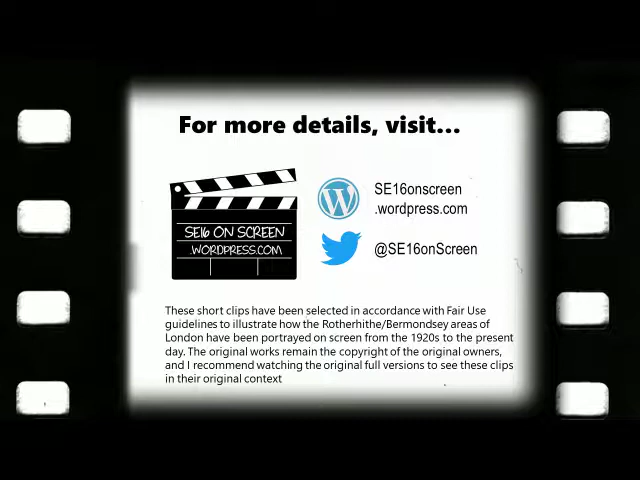 For more details, visit...
SE16onscreen
.wordpress.com
SE16 ON SCREEN
.WORDPRESS.COM
@SE16onScreen
These short clips have been selected in accordance with Fair Use
guidelines to illustrate how the Rotherhithe/Bermondsey areas of
London have been portrayed on screen from the 1920s to the present
day. The original works remain the copyright of the original owners,
and I recommend watching the original full versions to see these clips
in their original context